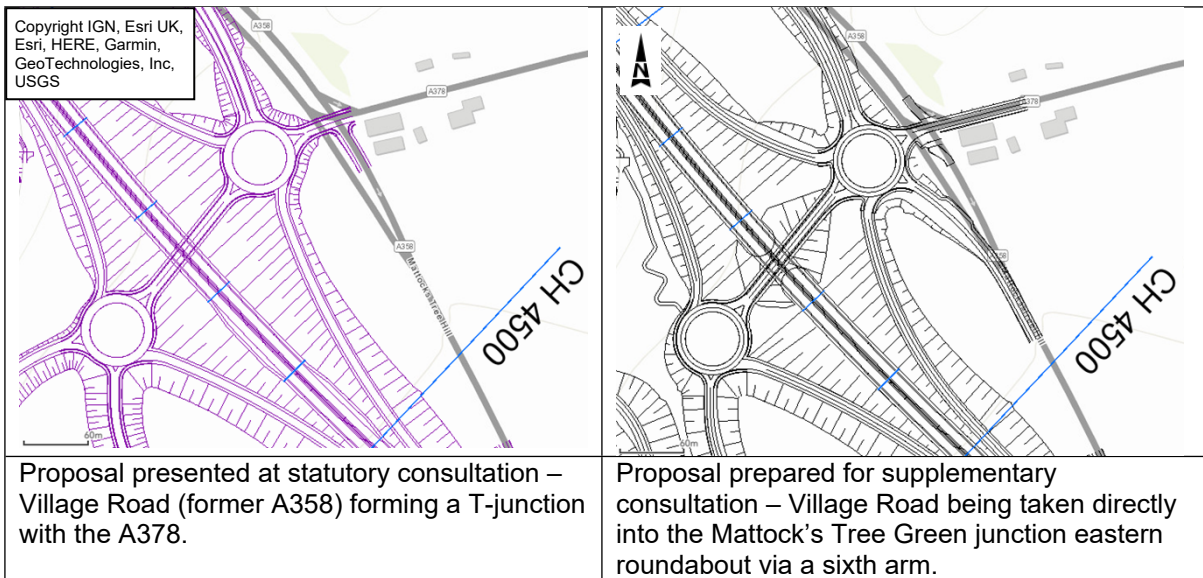 Copyright IGN, Esri UK,
Esri, HERE, Garmin,
GeoTechnologies, Inc,
USGS
A358
A378
A358
Mattocks Tree Hill
CH 4500
60m
N
A358
A378
A358
CH 4500
60m
Proposal presented at statutory consultation –
Village Road (former A358) forming a T-junction
with the A378.
Proposal prepared for supplementary
consultation – Village Road being taken directly
into the Mattock's Tree Green junction eastern
roundabout via a sixth arm.